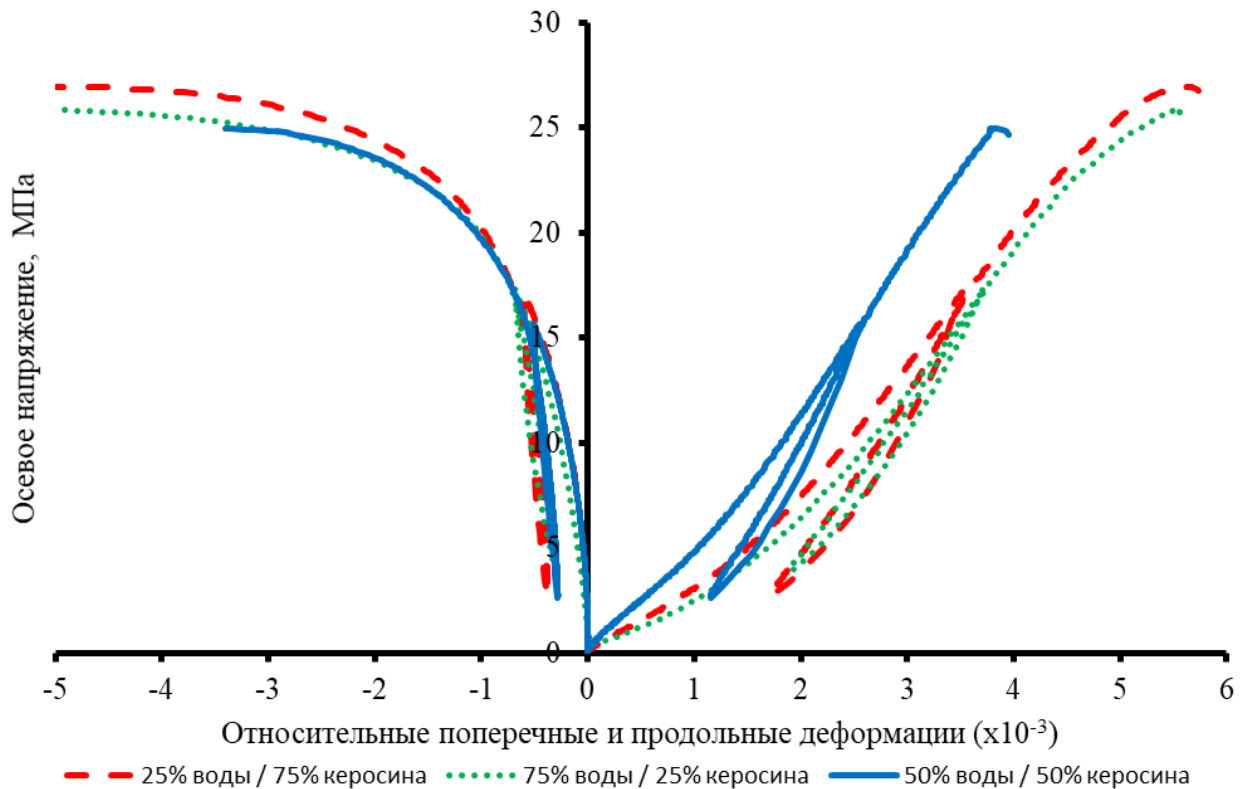 30
25
20
15
10
5
0
Осевое напряжение, МПа
-5 -4 -3 -2 -1 0 1 2 3 4 5 6
Относительные поперечные и продольные деформации (x10-3)
25% воды / 75% керосина 75% воды / 25% керосина 50% воды / 50% керосина